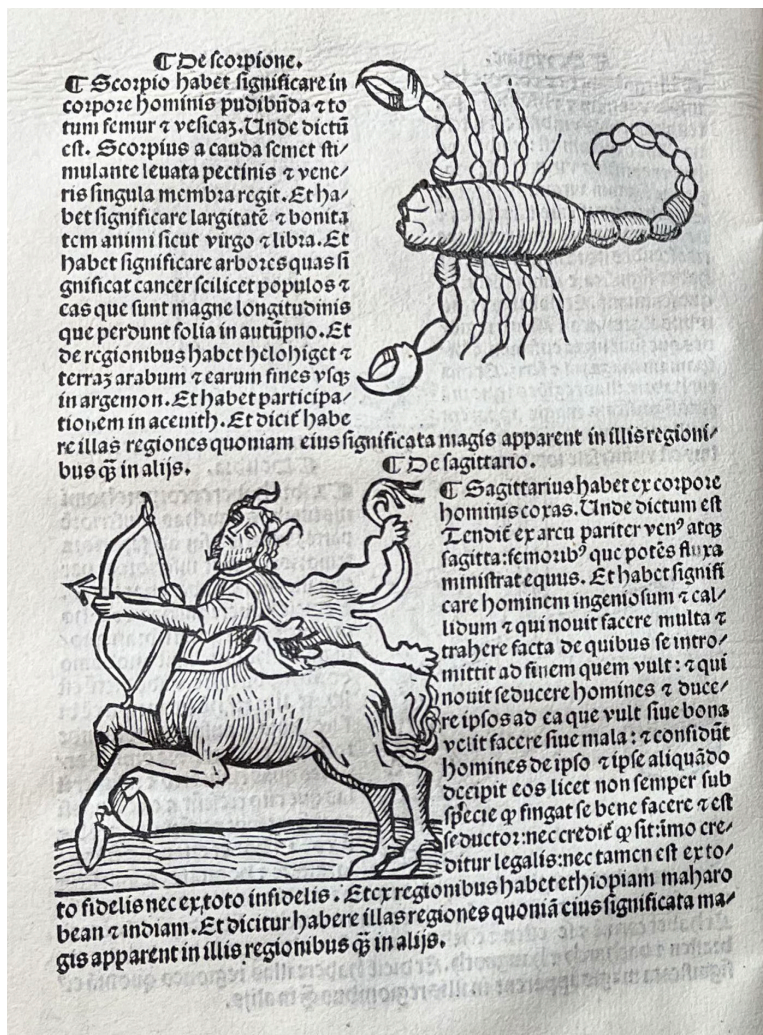 ⁋ De scorpione.
⁋ Scorpio habet significare in
corpore hominis pudibūda ⁊ to
tum femur ⁊ vesicaꝫ. Unde dictū
est. Scorpius a cauda semet sti⸗
mulante leuata pectinis ⁊ vene⸗
ris singula membra regit. Et ha⸗
bet significare largitatē ⁊ bonita
tem animi sicut virgo ⁊ libra. Et
habet significare arbores quas si
gnificat cancer scilicet populos ⁊
eas que sunt magne longitudinis
que perdunt folia in autūpno. Et
de regionibus habet helohiget ⁊
terraꝫ arabum ⁊ earum fines vsqꝫ
in argemon. Et habet participa⸗
tionem in acenith. Et dicit̄ habe
re illas regiones quoniam eius significata magis apparent in illis regioni⸗
bus q̄ꝫ in alijs.
⁋ De sagittario.
⁋ Sagittarius habet ex corpore
hominis coxas. Unde dictum est
Tendit̄ ex arcu pariter venꝰ atqꝫ
sagitta: femoribꝰ que potēs fluxa
ministrat equus. Et habet signifi
care hominem ingeniosum ⁊ cal⸗
lidum ⁊ qui nouit facere multa ⁊
trahere facta de quibus se intro⸗
mittit ad finem quem vult: ⁊ qui
nouit seducere homines ⁊ duce⸗
re ipsos ad ea que vult siue bona
velit facere siue mala: ⁊ confidūt
homines de ipso ⁊ ipse aliquādo
decipit eos licet non semper sub
specie ꝙ fingat se bene facere ⁊ est
seductor: nec credit̄ ꝙ sit: īmo cre⸗
ditur legalis: nec tamen est ex to⸗
to fidelis nec ex toto infidelis. Et ex regionibus habet ethiopiam maharo
bean ⁊ indiam. Et dicitur habere illas regiones quoniā eius significata ma⸗
gis apparent in illis regionibus q̄ꝫ in alijs.